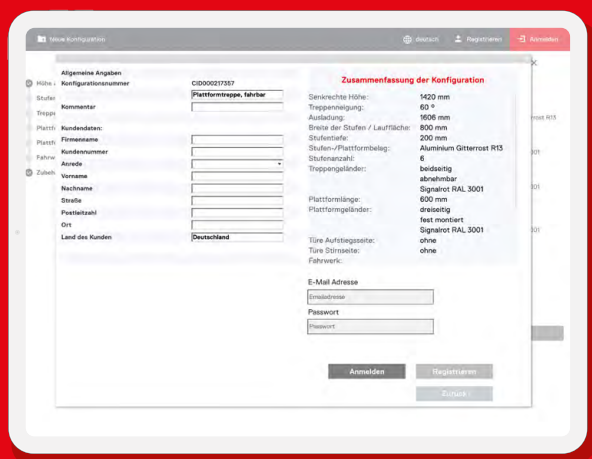 Neue Konfiguration
deutsch
Registrieren
Anmelden
Allgemeine Angaben
Konfigurationsnummer CID000217357
Plattformtreppe, fahrbar
Kommentar
Kundendaten:
Firmenname
Kundennummer
Anrede
Vorname
Nachname
Straße
Postleitzahl
Ort
Land des Kunden Deutschland
Zusammenfassung der Konfiguration
Senkrechte Höhe: 1420 mm
Treppenneigung: 60 °
Ausladung: 1606 mm
Breite der Stufen / Lauffläche: 800 mm
Stufentiefe: 200 mm
Stufen-/Plattformbelag: Aluminium Gitterrost R13
Stufenanzahl: 6
Treppengeländer: beidseitig
abnehmbar
Signalrot RAL 3001
Plattformlänge: 600 mm
Plattformgeländer: dreiseitig
fest montiert
Signalrot RAL 3001
Türe Aufstiegsseite: ohne
Türe Stirnseite: ohne
Fahrwerk:
E-Mail Adresse
Emailadresse
Passwort
Passwort
Anmelden
Registrieren
Zurück